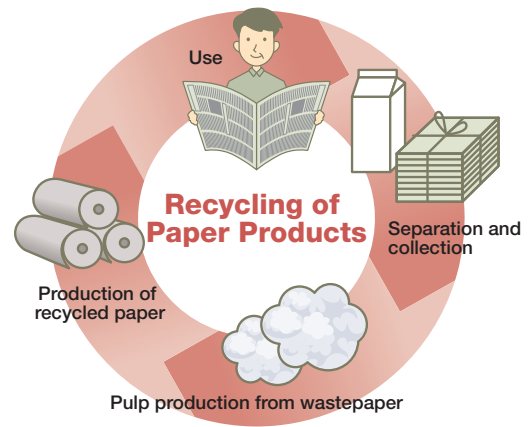 Use
Recycling of
Paper Products
Separation and
collection
Production of
recycled paper
Pulp production from wastepaper